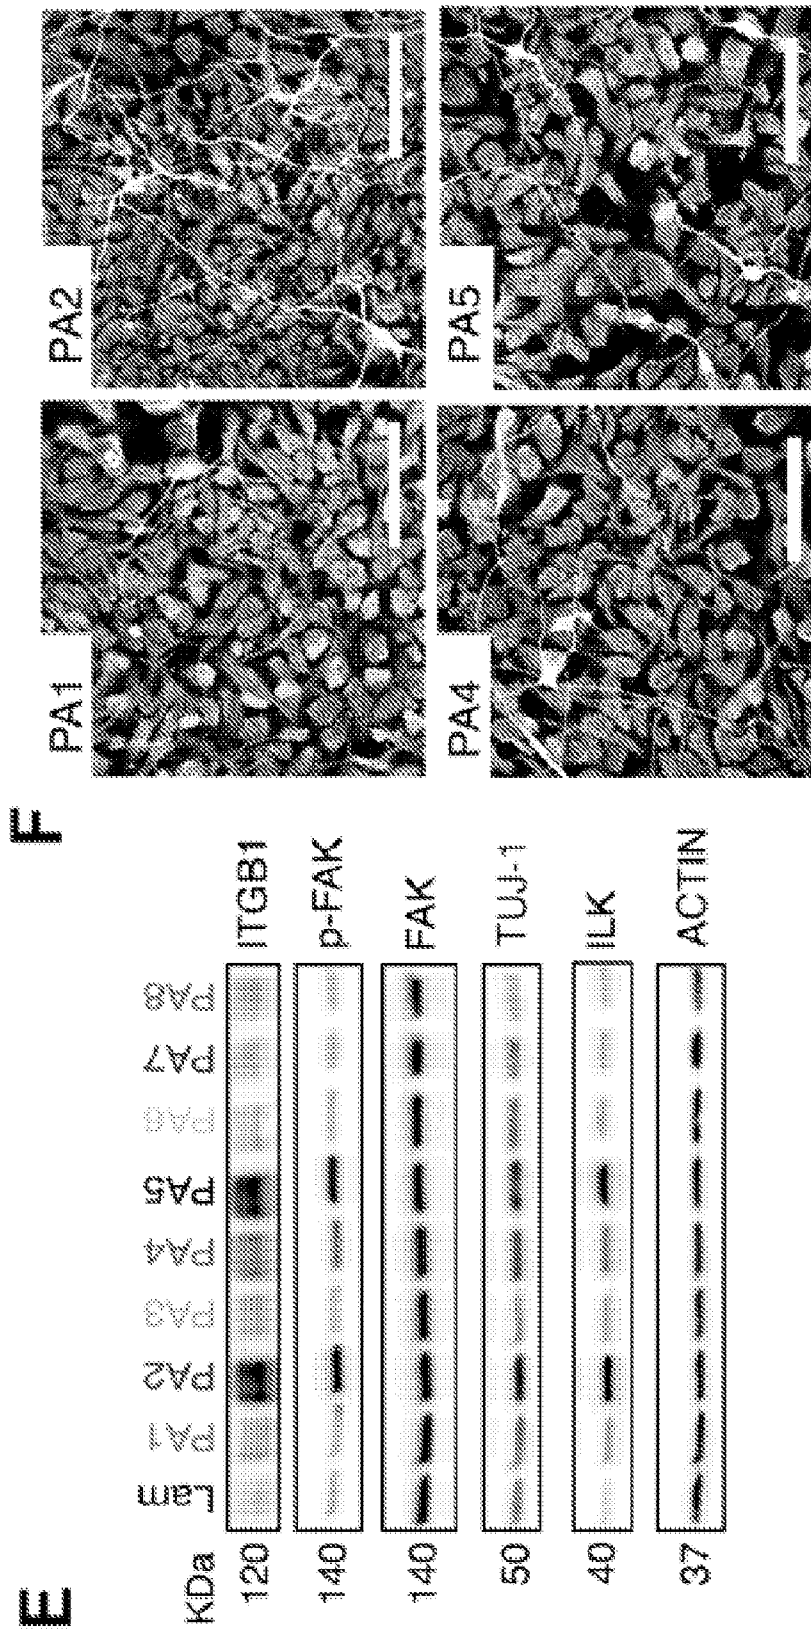 E
KDa
Lam PA1 PA2 PA3 PA4 PA5 PA6 PA7 PA8
120 ITGB1
140 p-FAK
140 FAK
50 TUJ-1
40 ILK
37 ACTIN
F
PA1 PA2
PA4 PA5